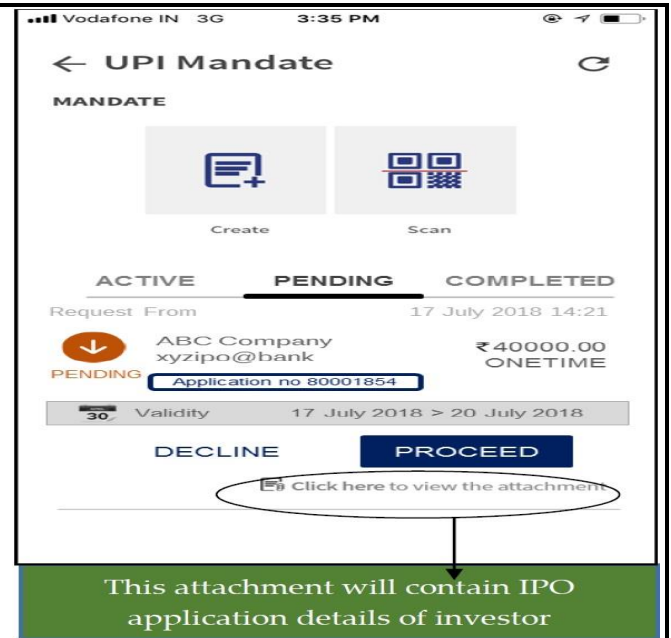 Vodafone IN 3G 3:35 PM
← UPI Mandate
MANDATE
Create Scan
ACTIVE PENDING COMPLETED
Request From 17 July 2018 14:21
ABC Company ₹40000.00
xyzipo@bank ONETIME
PENDING
Application no 80001854
30 Validity 17 July 2018 > 20 July 2018
DECLINE PROCEED
Click here to view the attachment
This attachment will contain IPO
application details of investor